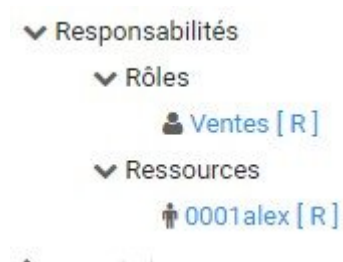 Responsabilités
Rôles
Ventes [ R ]
Ressources
0001alex [ R ]